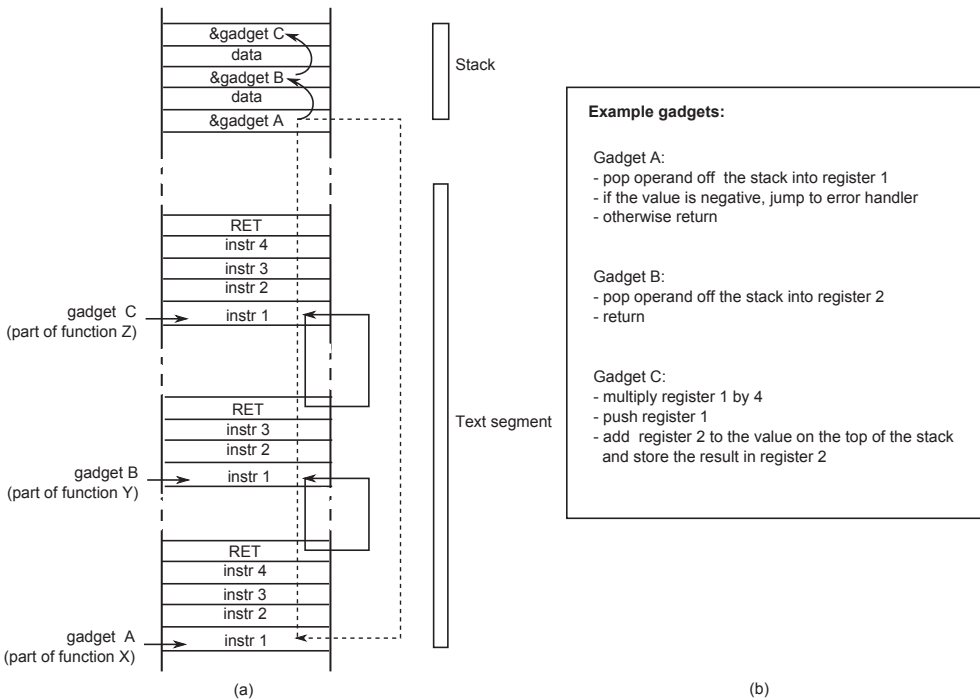 &gadget C
data
&gadget B
data
&gadget A
Stack
RET
instr 4
instr 3
instr 2
instr 1
gadget C
(part of function Z)
RET
instr 3
instr 2
instr 1
gadget B
(part of function Y)
Text segment
RET
instr 4
instr 3
instr 2
instr 1
gadget A
(part of function X)
(a)
Example gadgets:
Gadget A:
- pop operand off the stack into register 1
- if the value is negative, jump to error handler
- otherwise return
Gadget B:
- pop operand off the stack into register 2
- return
Gadget C:
- multiply register 1 by 4
- push register 1
- add register 2 to the value on the top of the stack
and store the result in register 2
(b)